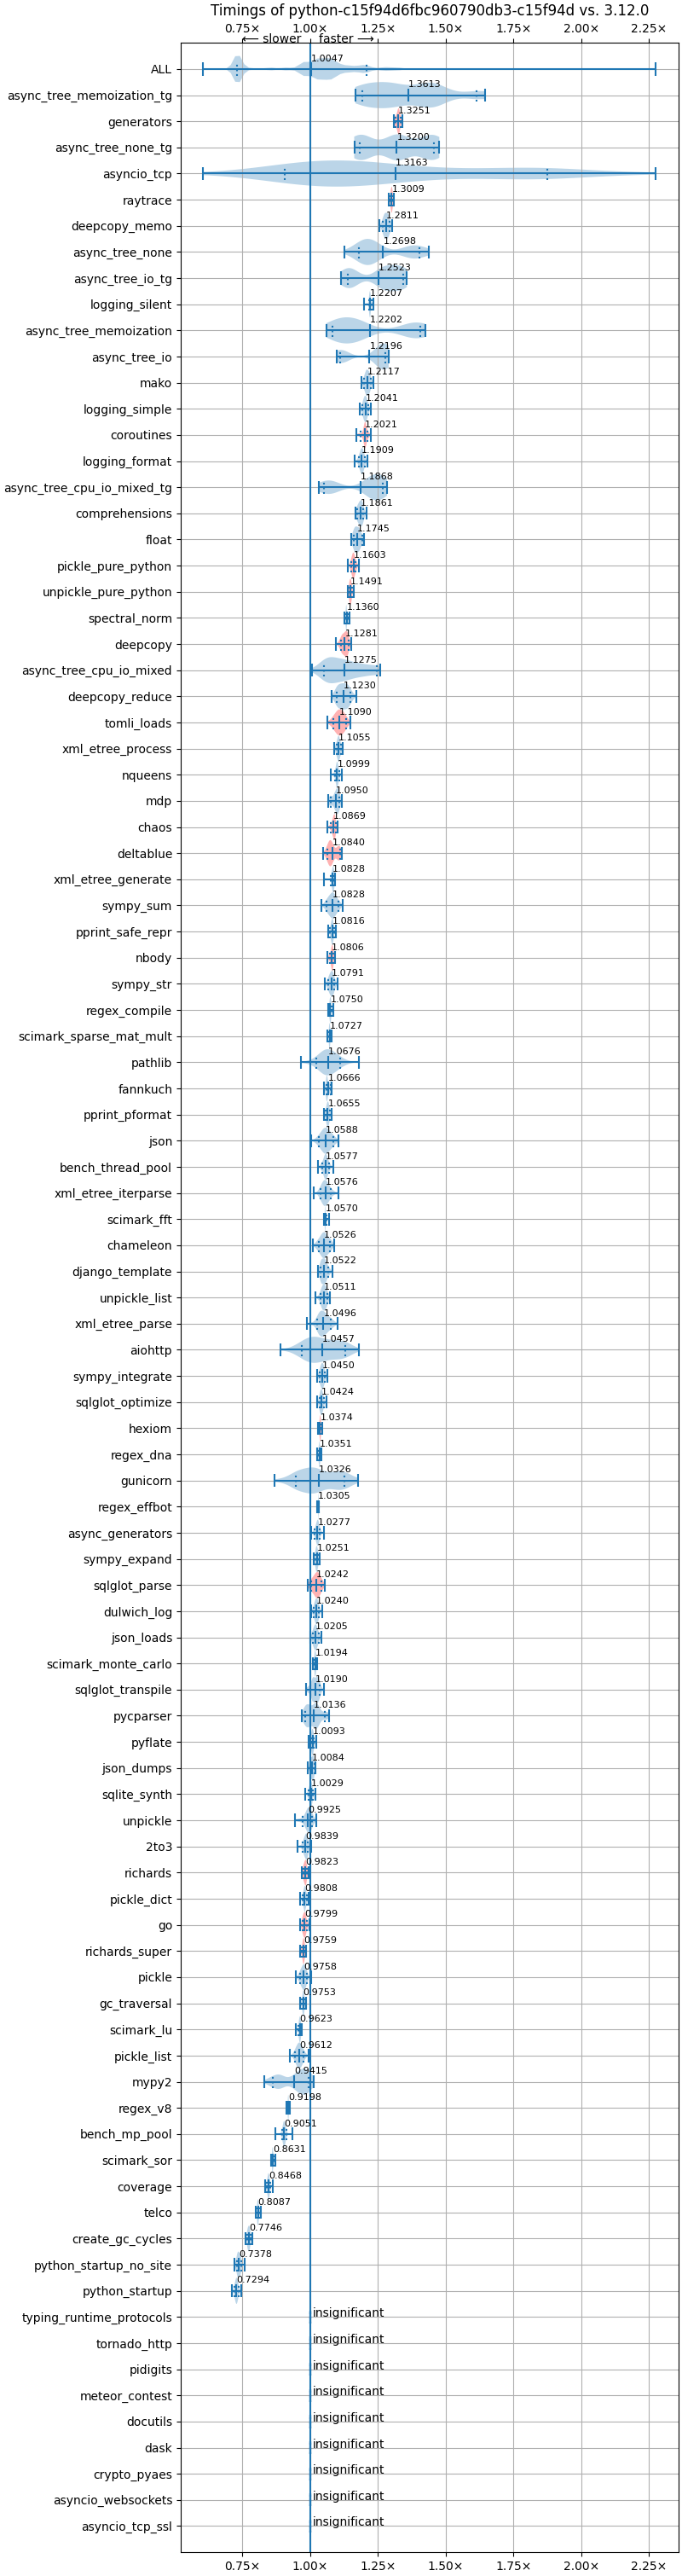 Timings of python-c15f94d6fbc960790db3-c15f94d vs. 3.12.0
0.75× 1.00× 1.25× 1.50× 1.75× 2.00× 2.25×
⟵ slower faster ⟶
ALL 1.0047
async_tree_memoization_tg 1.3613
generators 1.3251
async_tree_none_tg 1.3200
asyncio_tcp 1.3163
raytrace 1.3009
deepcopy_memo 1.2811
async_tree_none 1.2698
async_tree_io_tg 1.2523
logging_silent 1.2207
async_tree_memoization 1.2202
async_tree_io 1.2196
mako 1.2117
logging_simple 1.2041
coroutines 1.2021
logging_format 1.1909
async_tree_cpu_io_mixed_tg 1.1868
comprehensions 1.1861
float 1.1745
pickle_pure_python 1.1603
unpickle_pure_python 1.1491
spectral_norm 1.1360
deepcopy 1.1281
async_tree_cpu_io_mixed 1.1275
deepcopy_reduce 1.1230
tomli_loads 1.1090
xml_etree_process 1.1055
nqueens 1.0999
mdp 1.0950
chaos 1.0869
deltablue 1.0840
xml_etree_generate 1.0828
sympy_sum 1.0828
pprint_safe_repr 1.0816
nbody 1.0806
sympy_str 1.0791
regex_compile 1.0750
scimark_sparse_mat_mult 1.0727
pathlib 1.0676
fannkuch 1.0666
pprint_pformat 1.0655
json 1.0588
bench_thread_pool 1.0577
xml_etree_iterparse 1.0576
scimark_fft 1.0570
chameleon 1.0526
django_template 1.0522
unpickle_list 1.0511
xml_etree_parse 1.0496
aiohttp 1.0457
sympy_integrate 1.0450
sqlglot_optimize 1.0424
hexiom 1.0374
regex_dna 1.0351
gunicorn 1.0326
regex_effbot 1.0305
async_generators 1.0277
sympy_expand 1.0251
sqlglot_parse 1.0242
dulwich_log 1.0240
json_loads 1.0205
scimark_monte_carlo 1.0194
sqlglot_transpile 1.0190
pycparser 1.0136
pyflate 1.0093
json_dumps 1.0084
sqlite_synth 1.0029
unpickle 0.9925
2to3 0.9839
richards 0.9823
pickle_dict 0.9808
go 0.9799
richards_super 0.9759
pickle 0.9758
gc_traversal 0.9753
scimark_lu 0.9623
pickle_list 0.9612
mypy2 0.9415
regex_v8 0.9198
bench_mp_pool 0.9051
scimark_sor 0.8631
coverage 0.8468
telco 0.8087
create_gc_cycles 0.7746
python_startup_no_site 0.7378
python_startup 0.7294
typing_runtime_protocols insignificant
tornado_http insignificant
pidigits insignificant
meteor_contest insignificant
docutils insignificant
dask insignificant
crypto_pyaes insignificant
asyncio_websockets insignificant
asyncio_tcp_ssl insignificant
0.75× 1.00× 1.25× 1.50× 1.75× 2.00× 2.25×